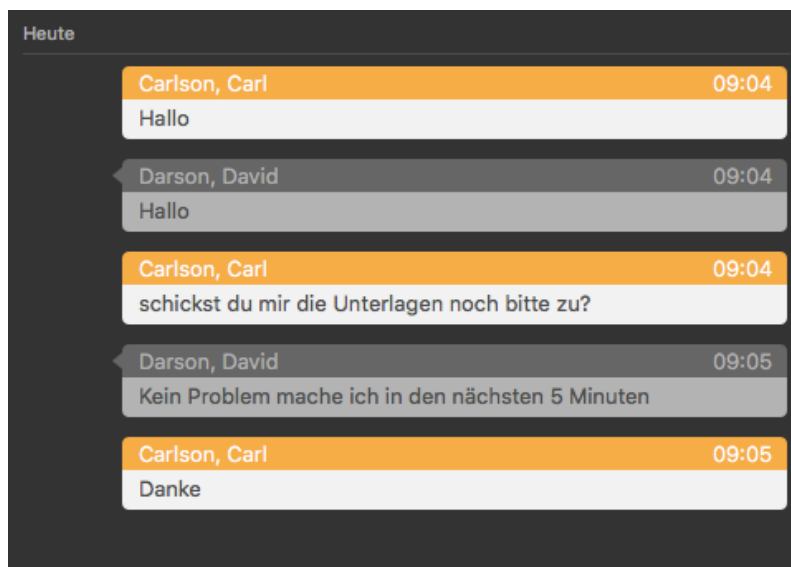 Heute
Carlson, Carl 09:04
Hallo
Darson, David 09:04
Hallo
Carlson, Carl 09:04
schickst du mir die Unterlagen noch bitte zu?
Darson, David 09:05
Kein Problem mache ich in den nächsten 5 Minuten
Carlson, Carl 09:05
Danke